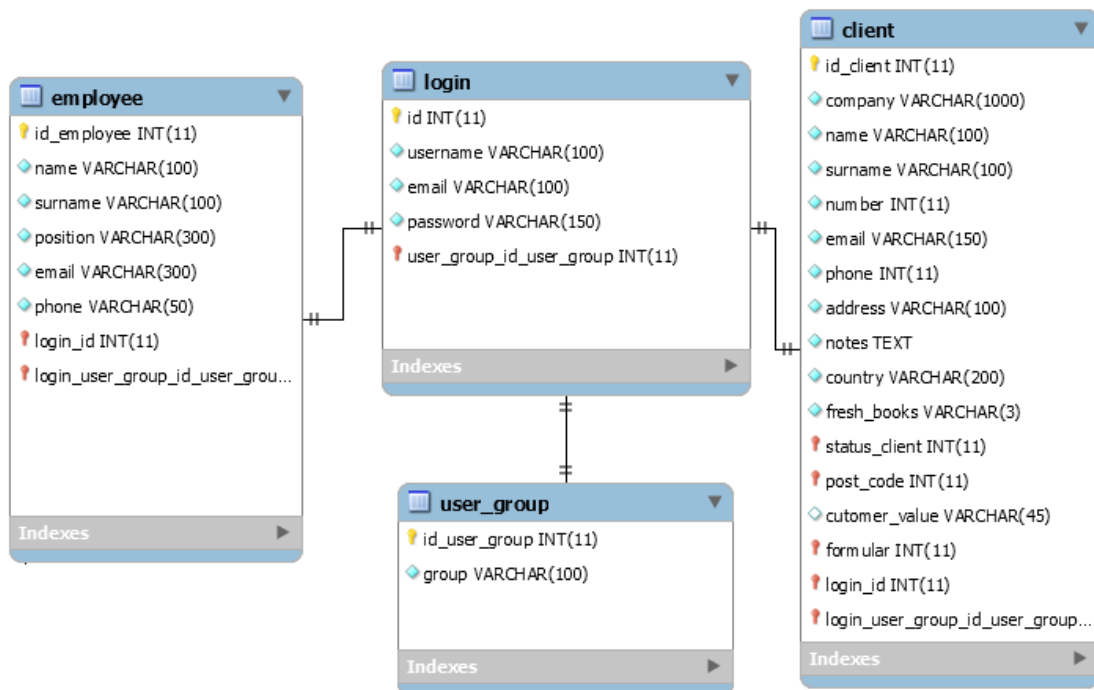 employee
id_employee INT(11)
name VARCHAR(100)
surname VARCHAR(100)
position VARCHAR(300)
email VARCHAR(300)
phone VARCHAR(50)
login_id INT(11)
login_user_group_id_user_grou...
Indexes
login
id INT(11)
username VARCHAR(100)
email VARCHAR(100)
password VARCHAR(150)
user_group_id_user_group INT(11)
Indexes
user_group
id_user_group INT(11)
group VARCHAR(100)
Indexes
client
id_client INT(11)
company VARCHAR(1000)
name VARCHAR(100)
surname VARCHAR(100)
number INT(11)
email VARCHAR(150)
phone INT(11)
address VARCHAR(100)
notes TEXT
country VARCHAR(200)
fresh_books VARCHAR(3)
status_client INT(11)
post_code INT(11)
cutomer_value VARCHAR(45)
formular INT(11)
login_id INT(11)
login_user_group_id_user_group...
Indexes